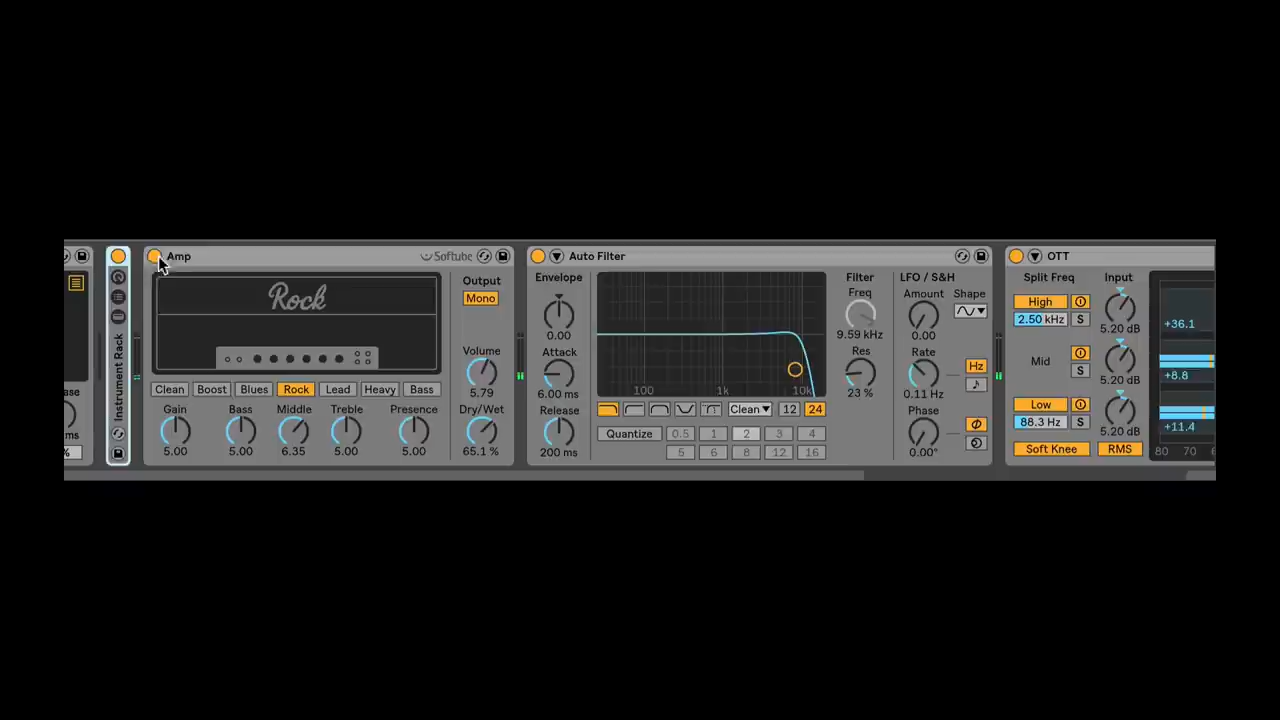 Instrument Rack
Amp
Softube
Rock
Output
Mono
Volume
5.79
Clean Boost Blues Rock Lead Heavy Bass
Gain Bass Middle Treble Presence Dry/Wet
5.00 5.00 6.35 5.00 5.00 65.1 %
ms
%
Auto Filter
Envelope
0.00
Attack
6.00 ms
Release
200 ms
100 1k 10k
Clean 12 24
Quantize 0.5 1 2 3 4
5 6 8 12 16
Filter
Freq
9.59 kHz
Res
23 %
LFO / S&H
Amount Shape
0.00
Rate
Hz
0.11 Hz
Phase
0.00°
OTT
Split Freq Input
High
2.50 kHz S 5.20 dB
Mid
S 5.20 dB
Low
88.3 Hz S 5.20 dB
Soft Knee RMS
+36.1
+8.8
+11.4
80 70